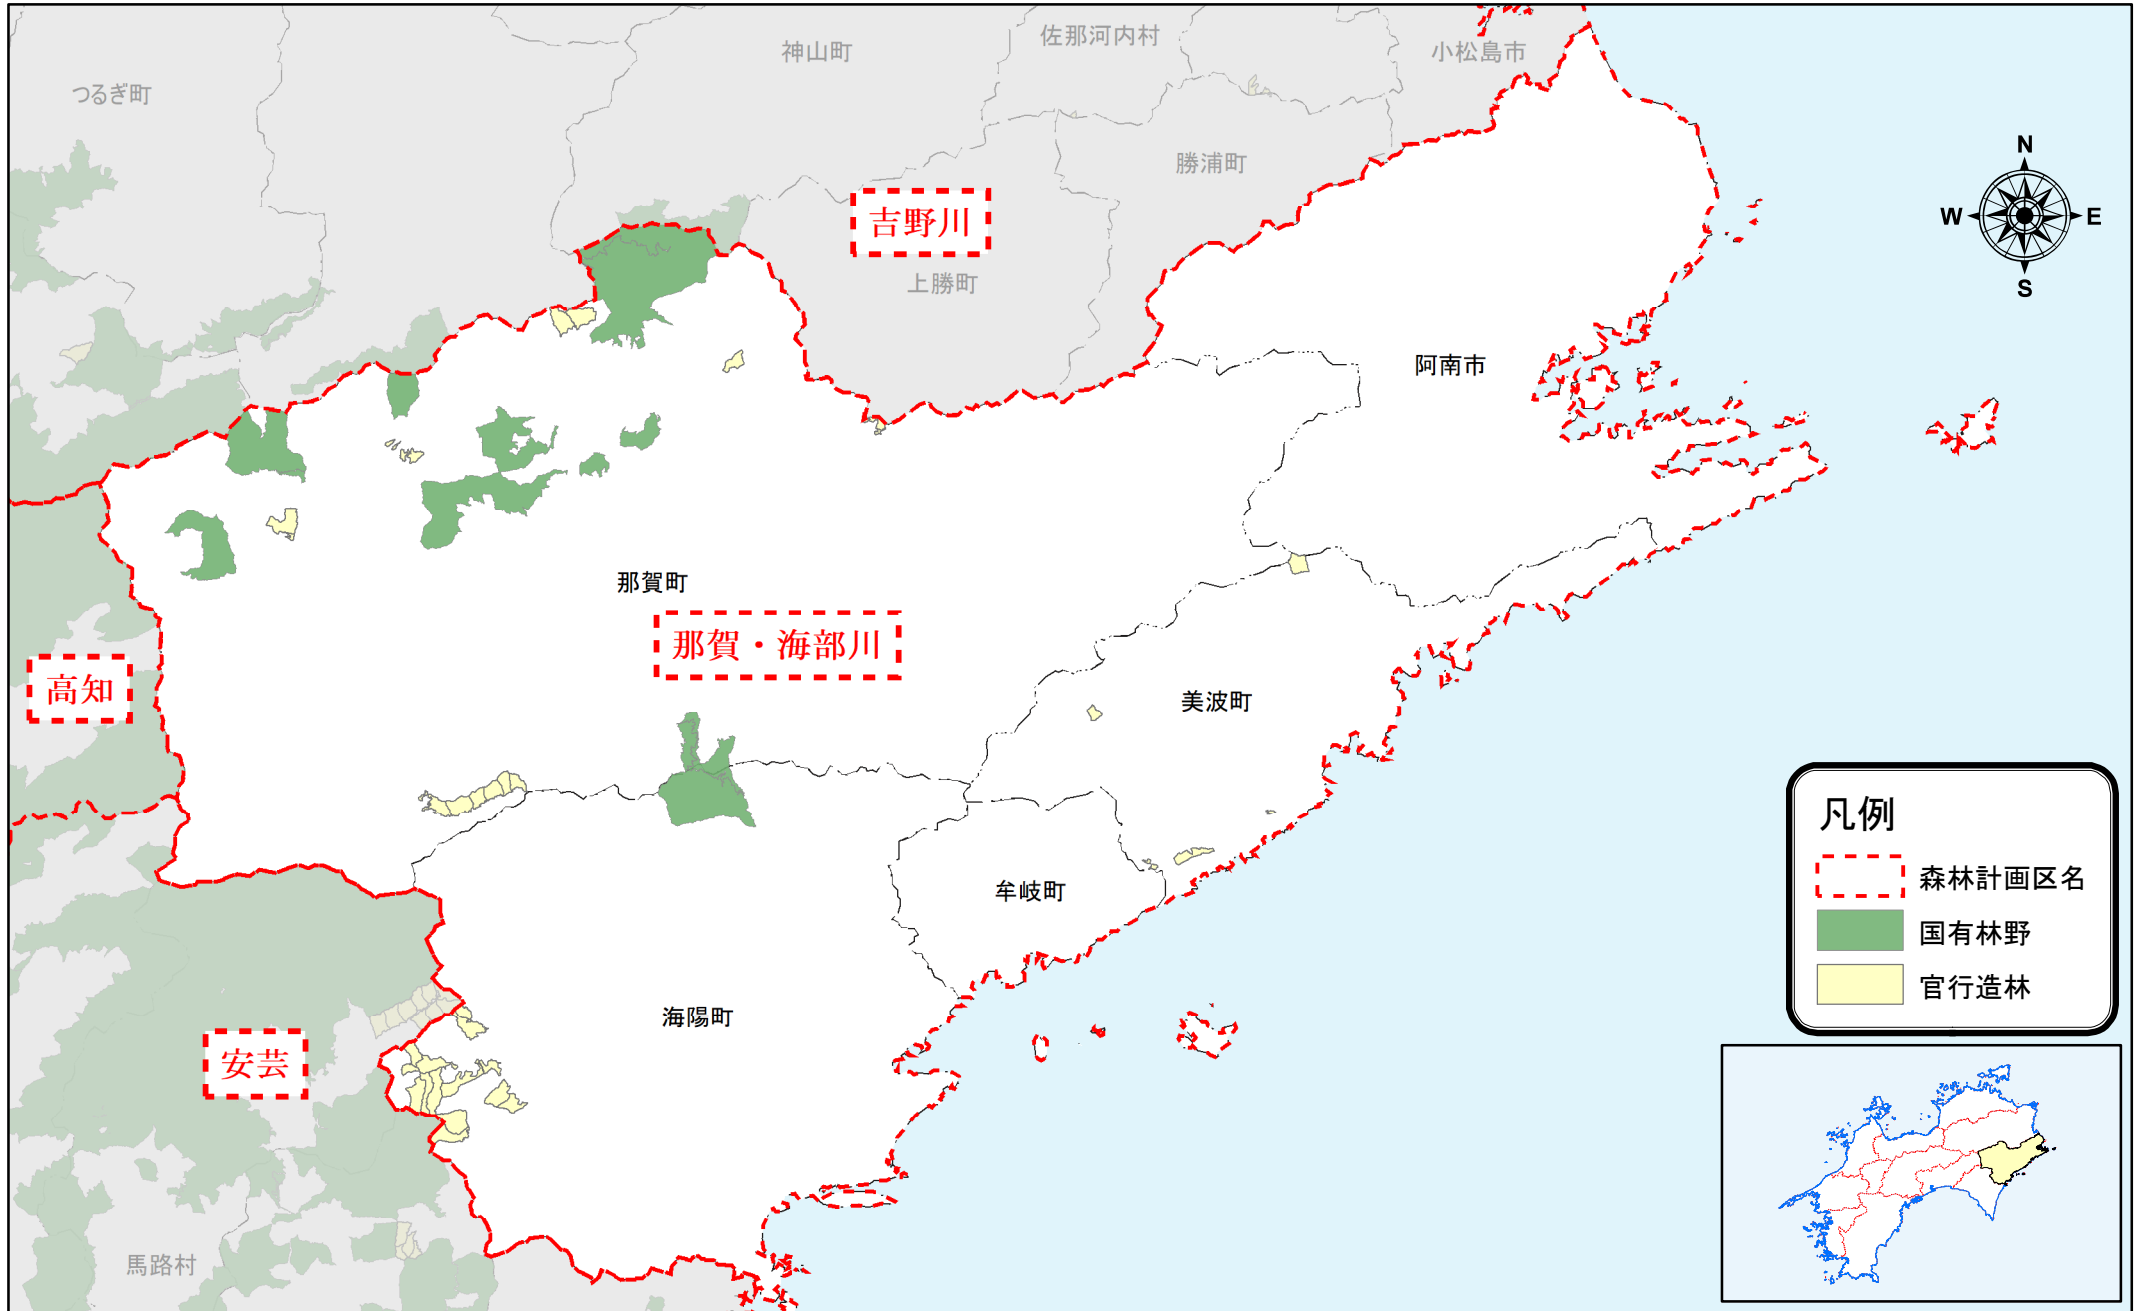 佐那河内村
小松島市
神山町
つるぎ町
勝浦町
吉野川
上勝町
N
W
E
S
阿南市
那賀町
那賀・海部川
高知
美波町
牟岐町
海陽町
安芸
馬路村
凡例
森林計画区名
国有林野
官行造林